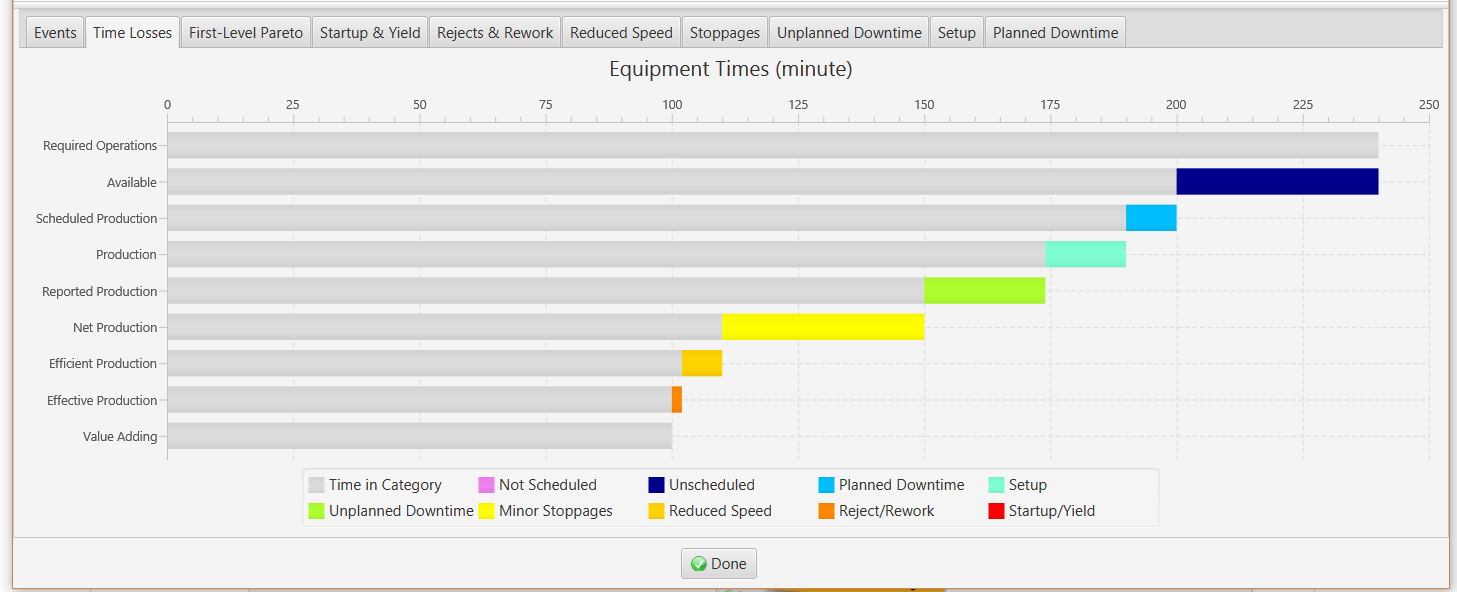 Events Time Losses First-Level Pareto Startup & Yield Rejects & Rework Reduced Speed Stoppages Unplanned Downtime Setup Planned Downtime
Equipment Times (minute)
0 25 50 75 100 125 150 175 200 225 250
Required Operations
Available
Scheduled Production
Production
Reported Production
Net Production
Efficient Production
Effective Production
Value Adding
Time in Category Not Scheduled Unscheduled Planned Downtime Setup
Unplanned Downtime Minor Stoppages Reduced Speed Reject/Rework Startup/Yield
Done